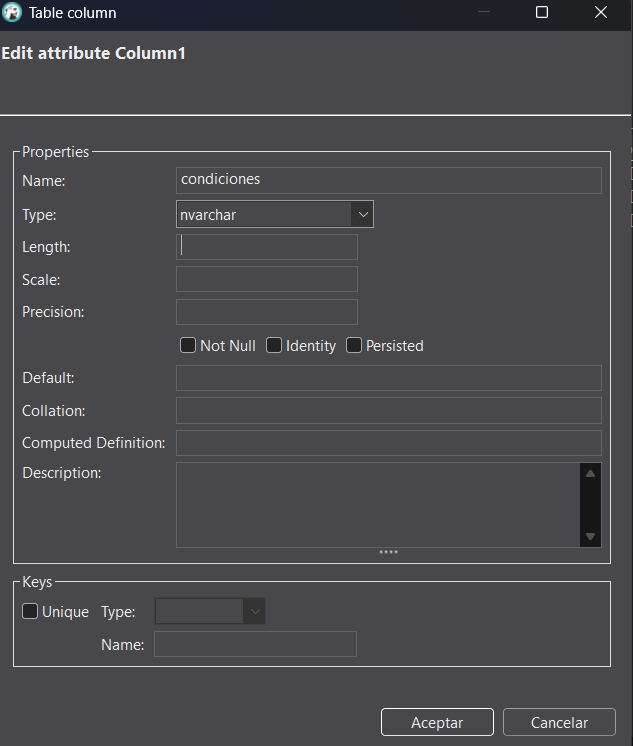 Table column
Edit attribute Column1
Properties
Name: condiciones
Type: nvarchar
Length:
Scale:
Precision:
Not Null Identity Persisted
Default:
Collation:
Computed Definition:
Description:
Keys
Unique Type:
Name:
Aceptar Cancelar